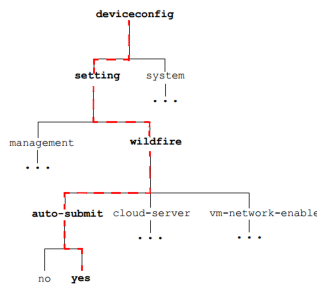 deviceconfig
setting system
...
management wildfire
...
auto-submit cloud-server vm-network-enable
... ...
no yes